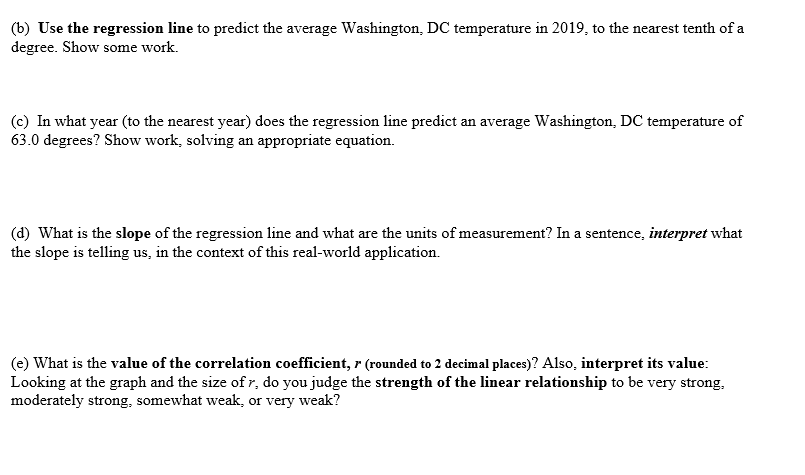 (b) Use the regression line to predict the average Washington, DC temperature in 2019, to the nearest tenth of a
degree. Show some work.
(c) In what year (to the nearest year) does the regression line predict an average Washington, DC temperature of
63.0 degrees? Show work, solving an appropriate equation.
(d) What is the slope of the regression line and what are the units of measurement? In a sentence, interpret what
the slope is telling us, in the context of this real-world application.
(e) What is the value of the correlation coefficient, r (rounded to 2 decimal places)? Also, interpret its value:
Looking at the graph and the size of r, do you judge the strength of the linear relationship to be very strong,
moderately strong, somewhat weak, or very weak?